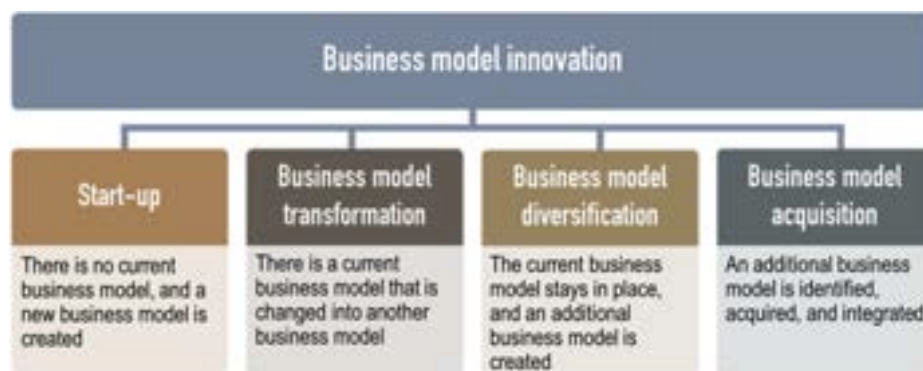 Business model innovation
Start-up
There is no current
business model, and a
new business model is
created
Business model
transformation
There is a current
business model that is
changed into another
business model
Business model
diversification
The current business
model stays in place,
and an additional
business model is
created
Business model
acquisition
An additional business
model is identified,
acquired, and integrated